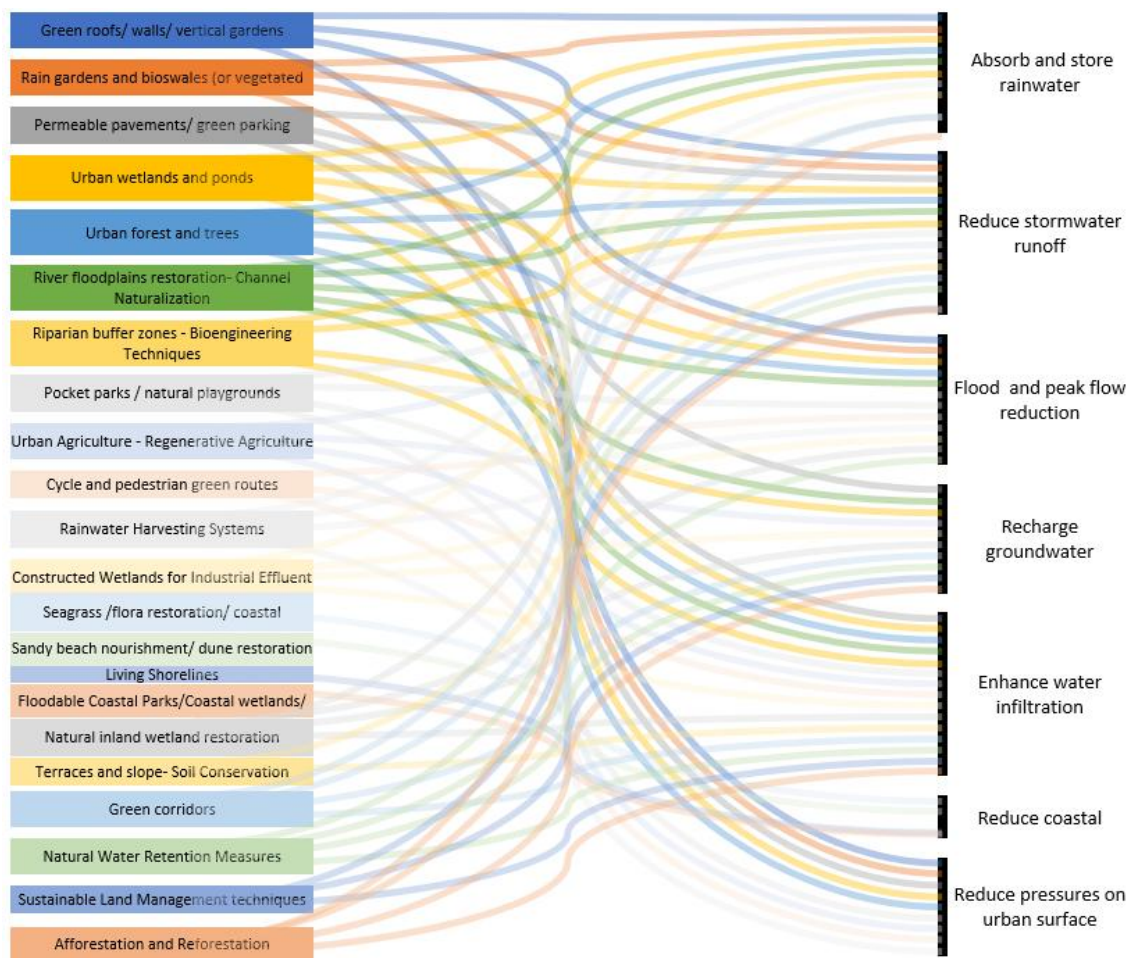 Green roofs/ walls/ vertical gardens
Rain gardens and bioswales (or vegetated
Permeable pavements/ green parking
Urban wetlands and ponds
Urban forest and trees
River floodplains restoration- Channel
Naturalization
Riparian buffer zones - Bioengineering
Techniques
Pocket parks / natural playgrounds
Urban Agriculture - Regenerative Agriculture
Cycle and pedestrian green routes
Rainwater Harvesting Systems
Constructed Wetlands for Industrial Effluent
Seagrass /flora restoration/ coastal
Sandy beach nourishment/ dune restoration
Living Shorelines
Floodable Coastal Parks/Coastal wetlands/
Natural inland wetland restoration
Terraces and slope- Soil Conservation
Green corridors
Natural Water Retention Measures
Sustainable Land Management techniques
Afforestation and Reforestation
Absorb and store
rainwater
Reduce stormwater
runoff
Flood and peak flow
reduction
Recharge
groundwater
Enhance water
infiltration
Reduce coastal
Reduce pressures on
urban surface